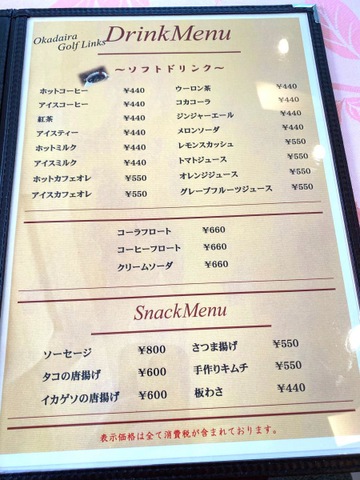 Okadaira
Golf Links
DrinkMenu
～ソフトドリンク～
ホットコーヒー ¥440
アイスコーヒー ¥440
紅茶 ¥440
アイスティー ¥440
ホットミルク ¥440
アイスミルク ¥440
ホットカフェオレ ¥550
アイスカフェオレ ¥550
ウーロン茶 ¥440
コカコーラ ¥440
ジンジャーエール ¥440
メロンソーダ ¥440
レモンスカッシュ ¥550
トマトジュース ¥550
オレンジジュース ¥550
グレープフルーツジュース ¥550
コーラフロート ¥660
コーヒーフロート ¥660
クリームソーダ ¥660
SnackMenu
ソーセージ ¥800
タコの唐揚げ ¥600
イカゲソの唐揚げ ¥600
さつま揚げ ¥550
手作りキムチ ¥550
板わさ ¥440
表示価格は全て消費税が含まれております。